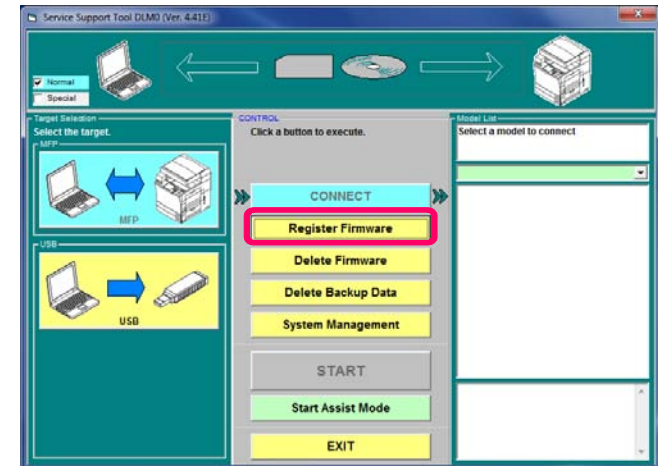 Service Support Tool DLM0 (Ver. 4.41E)
Normal
Special
Target Selection
Select the target.
MFP
MFP
USB
USB
CONTROL
Click a button to execute.
CONNECT
Register Firmware
Delete Firmware
Delete Backup Data
System Management
START
Start Assist Mode
EXIT
Model List
Select a model to connect